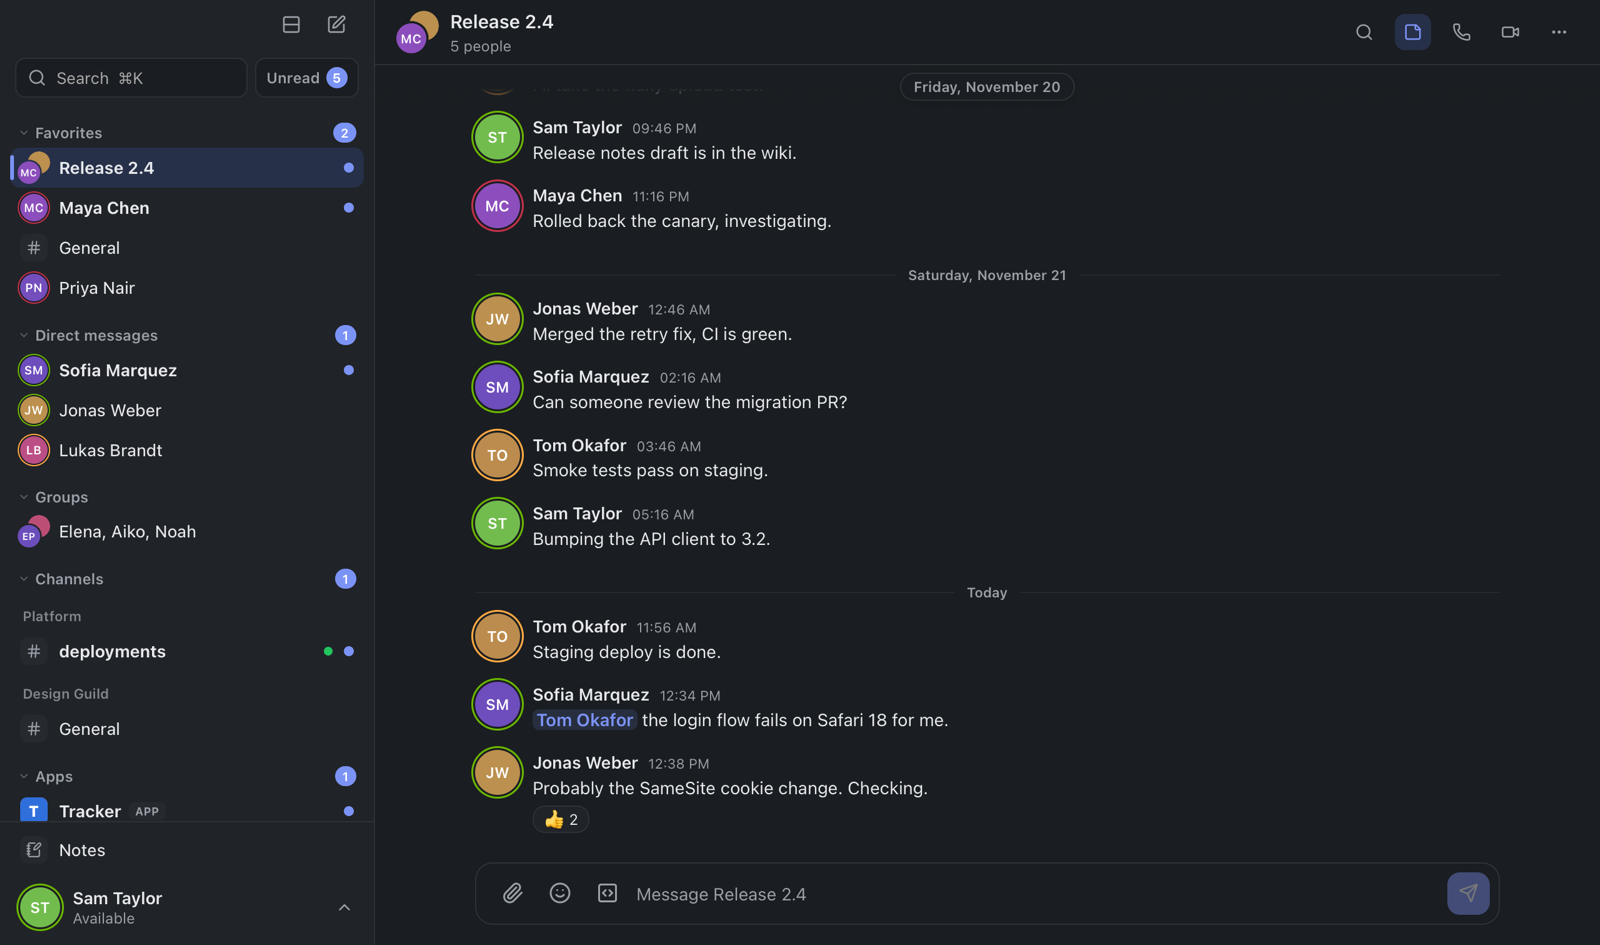 Search ⌘K
Unread 5
Favorites 2
MC Release 2.4
MC Maya Chen
# General
PN Priya Nair
Direct messages 1
SM Sofia Marquez
JW Jonas Weber
LB Lukas Brandt
Groups
EP Elena, Aiko, Noah
Channels 1
Platform
# deployments
Design Guild
# General
Apps 1
T Tracker APP
Notes
ST Sam Taylor
Available
MC Release 2.4
5 people
Friday, November 20
ST Sam Taylor 09:46 PM
Release notes draft is in the wiki.
MC Maya Chen 11:16 PM
Rolled back the canary, investigating.
Saturday, November 21
JW Jonas Weber 12:46 AM
Merged the retry fix, CI is green.
SM Sofia Marquez 02:16 AM
Can someone review the migration PR?
TO Tom Okafor 03:46 AM
Smoke tests pass on staging.
ST Sam Taylor 05:16 AM
Bumping the API client to 3.2.
Today
TO Tom Okafor 11:56 AM
Staging deploy is done.
SM Sofia Marquez 12:34 PM
Tom Okafor the login flow fails on Safari 18 for me.
JW Jonas Weber 12:38 PM
Probably the SameSite cookie change. Checking.
👍 2
Message Release 2.4